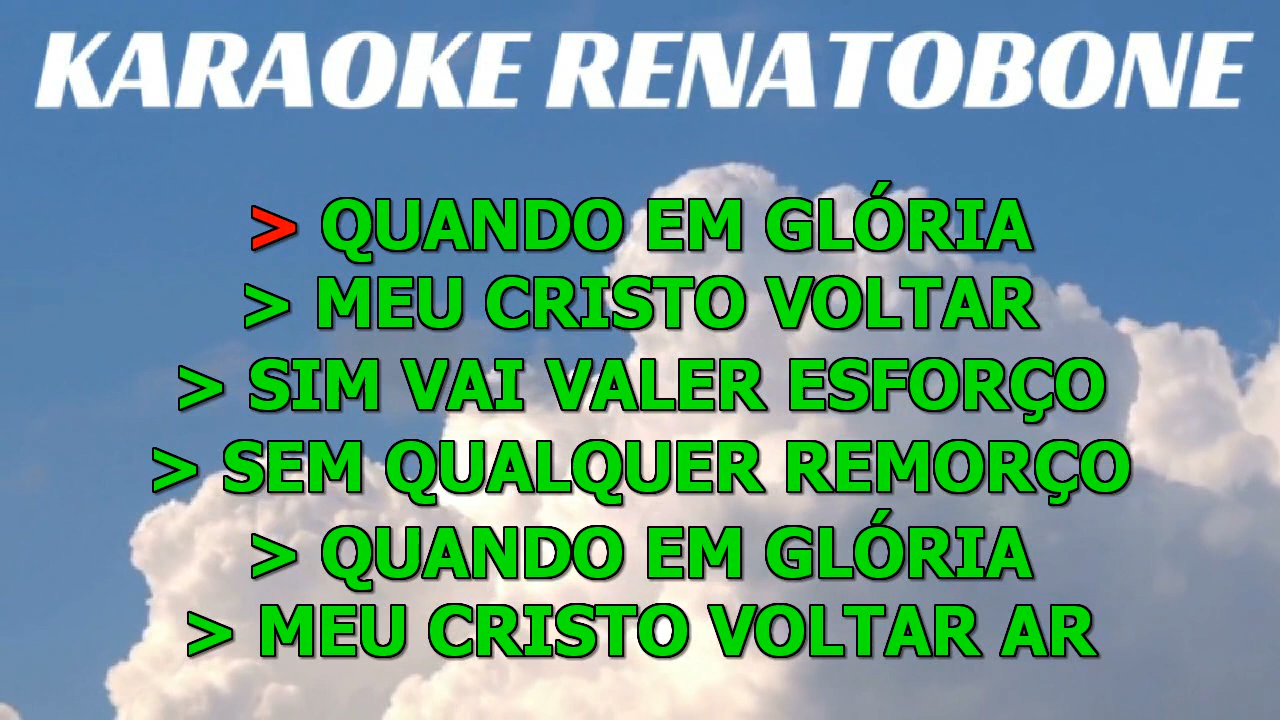 KARAOKE RENATOBONE
> QUANDO EM GLÓRIA
> MEU CRISTO VOLTAR
> SIM VAI VALER ESFORÇO
> SEM QUALQUER REMORÇO
> QUANDO EM GLÓRIA
> MEU CRISTO VOLTAR AR